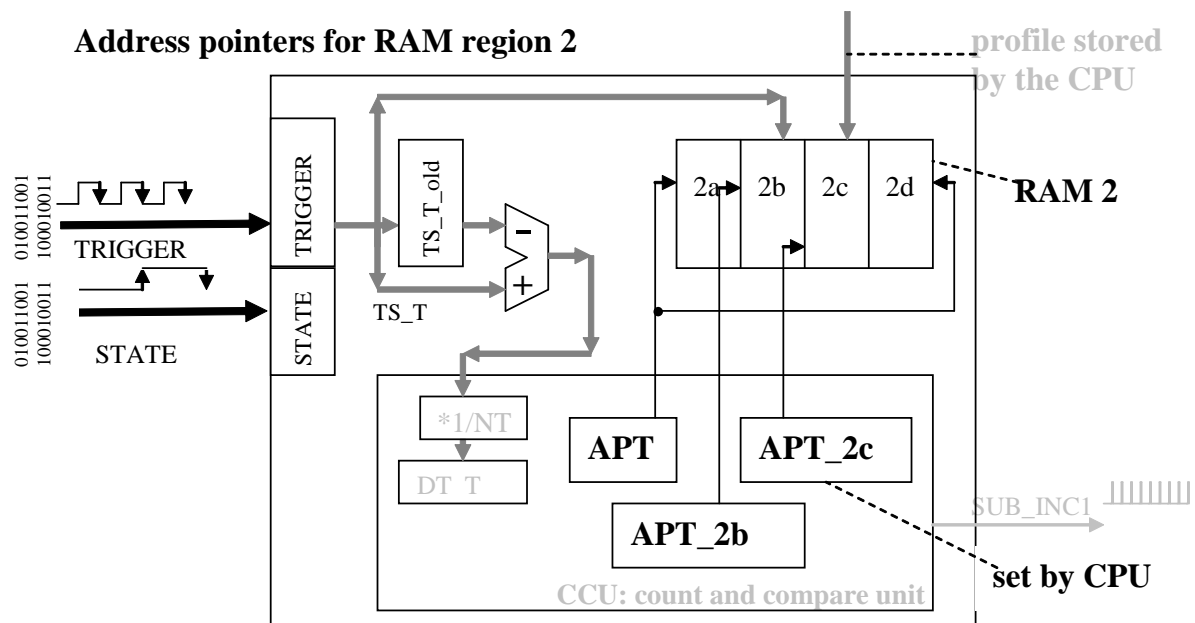 Address pointers for RAM region 2
profile stored
by the CPU
010011001
100010011
TRIGGER
TRIGGER
TS_T_old
-
+
TS_T
2a
2b
2c
2d
RAM 2
010011001
100010011
STATE
STATE
*1/NT
DT T
APT
APT_2c
APT_2b
SUB_INC1
set by CPU
CCU: count and compare unit